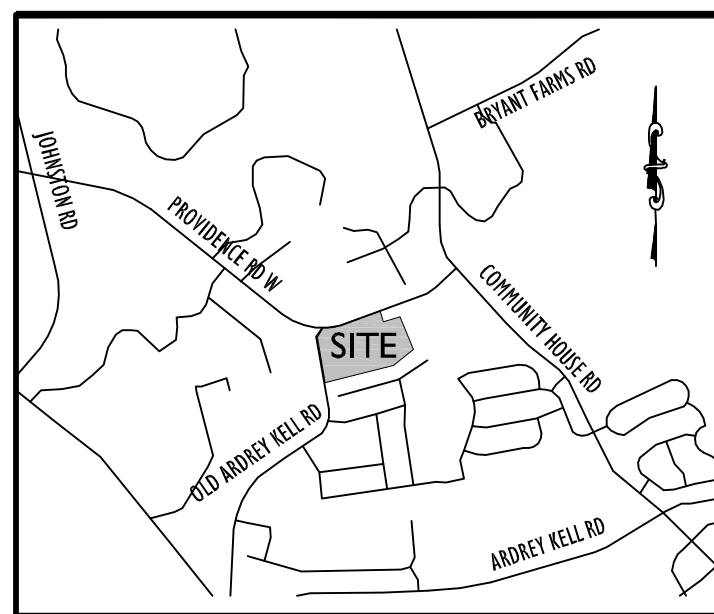 BRYANT FARMS RD
JOHNSTON RD
PROVIDENCE RD W
COMMUNITY HOUSE RD
SITE
OLD ARDREY KELL RD
ARDREY KELL RD